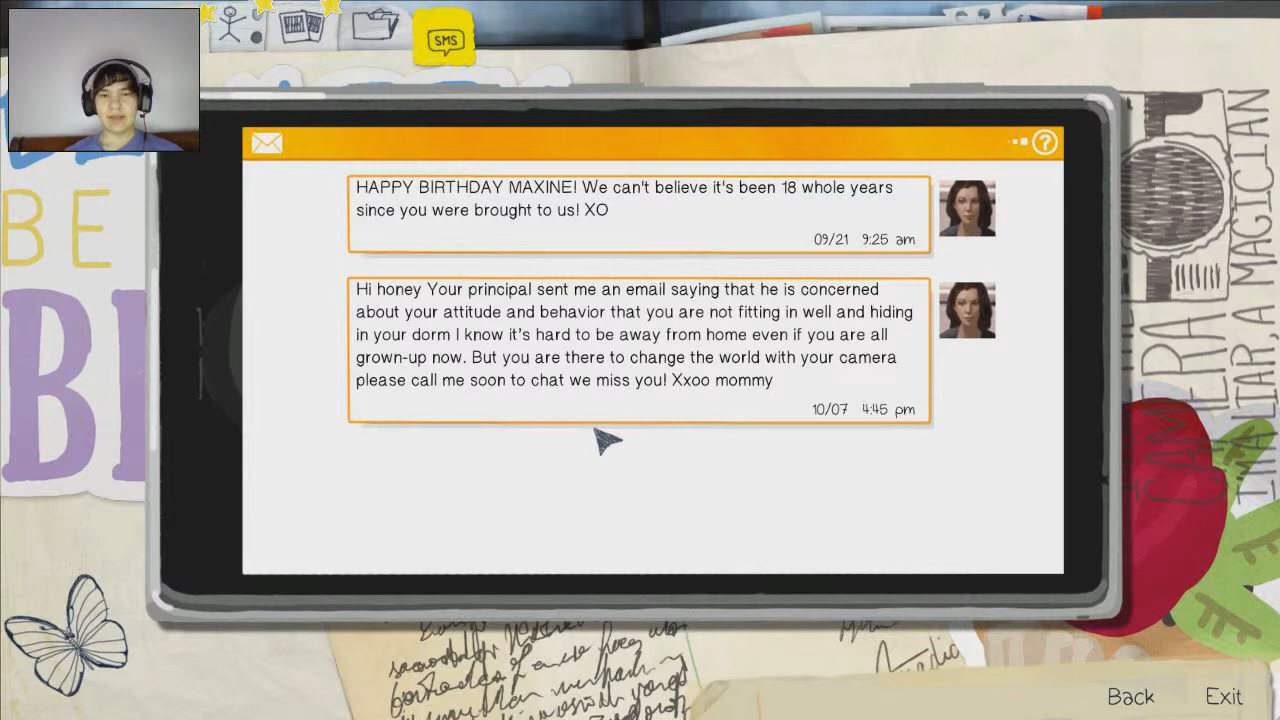 SMS
HAPPY BIRTHDAY MAXINE! We can't believe it's been 18 whole years
since you were brought to us! XO
09/21 9:25 am
Hi honey Your principal sent me an email saying that he is concerned
about your attitude and behavior that you are not fitting in well and hiding
in your dorm I know it's hard to be away from home even if you are all
grown-up now. But you are there to change the world with your camera
please call me soon to chat we miss you! Xxoo mommy
10/07 4:45 pm
BE
CAMERA
I'M A LIAR, A MAGICIAN
Back
Exit